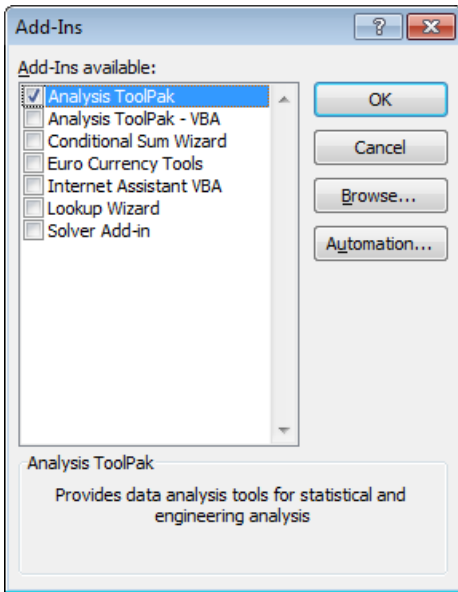 Add-Ins
?
Add-Ins available:
Analysis ToolPak
Analysis ToolPak - VBA
Conditional Sum Wizard
Euro Currency Tools
Internet Assistant VBA
Lookup Wizard
Solver Add-in
OK
Cancel
Browse...
Automation...
Analysis ToolPak
Provides data analysis tools for statistical and
engineering analysis